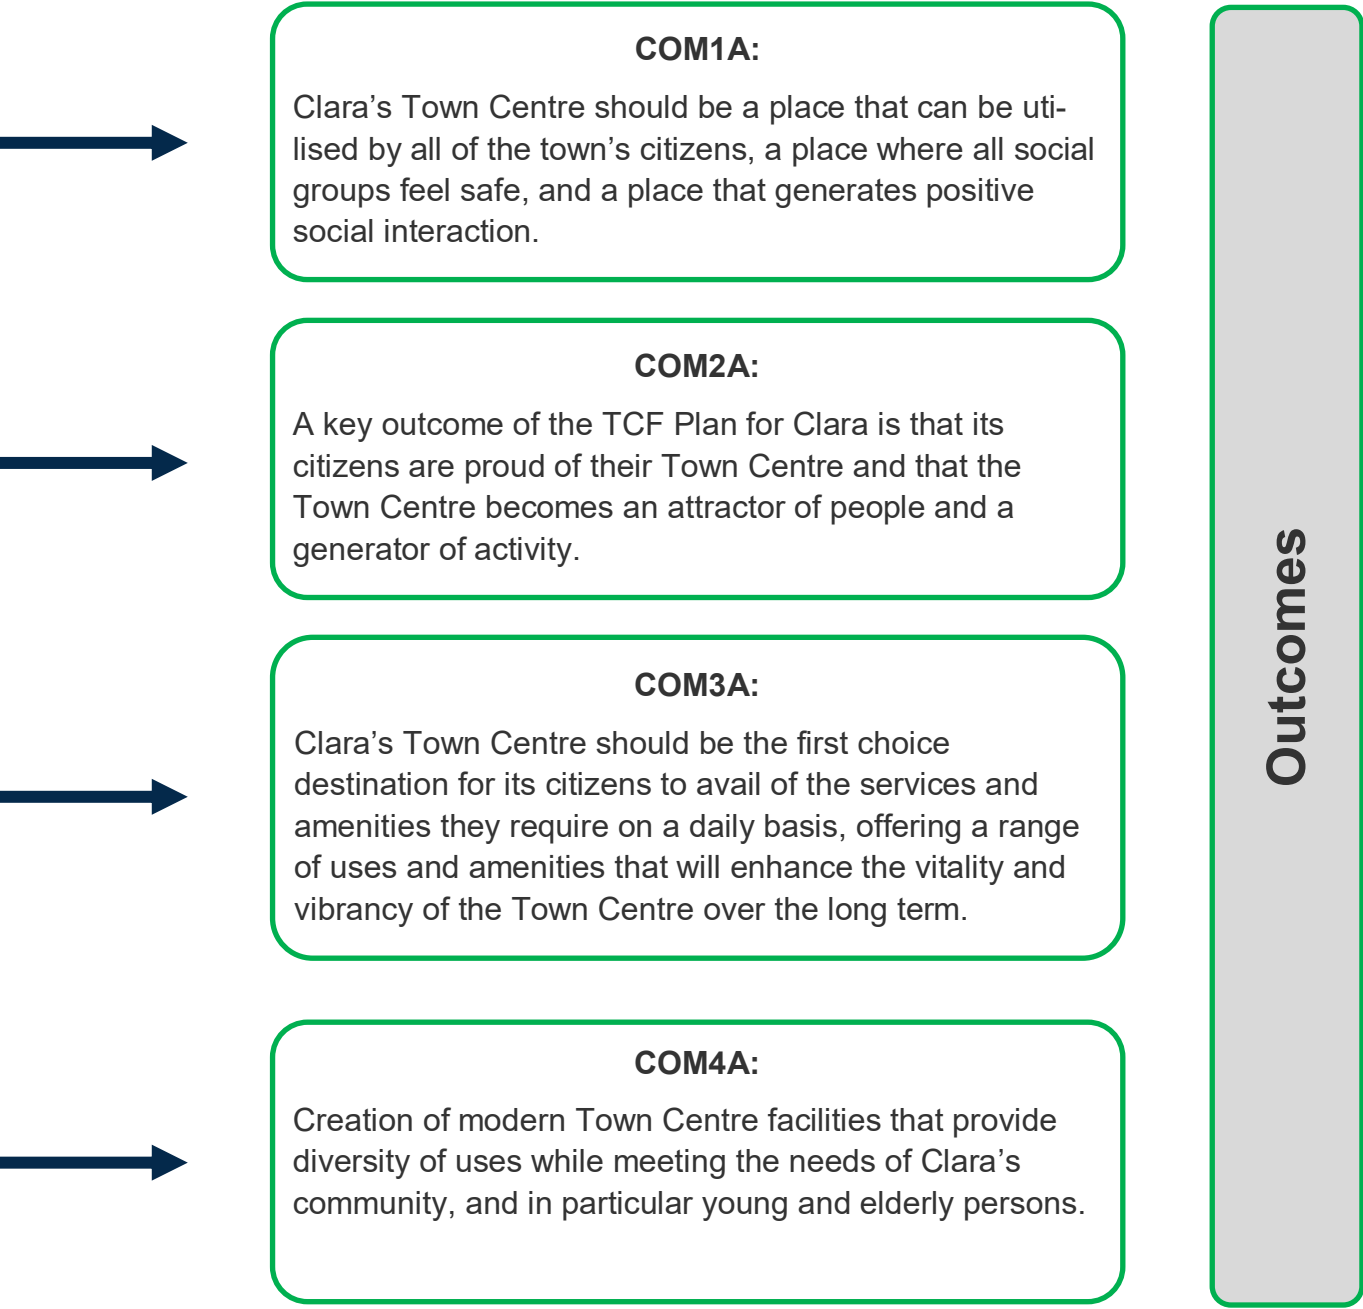 COM1A:
Clara’s Town Centre should be a place that can be uti-
lised by all of the town’s citizens, a place where all social
groups feel safe, and a place that generates positive
social interaction.
COM2A:
A key outcome of the TCF Plan for Clara is that its
citizens are proud of their Town Centre and that the
Town Centre becomes an attractor of people and a
generator of activity.
COM3A:
Clara’s Town Centre should be the first choice
destination for its citizens to avail of the services and
amenities they require on a daily basis, offering a range
of uses and amenities that will enhance the vitality and
vibrancy of the Town Centre over the long term.
COM4A:
Creation of modern Town Centre facilities that provide
diversity of uses while meeting the needs of Clara’s
community, and in particular young and elderly persons.
Outcomes